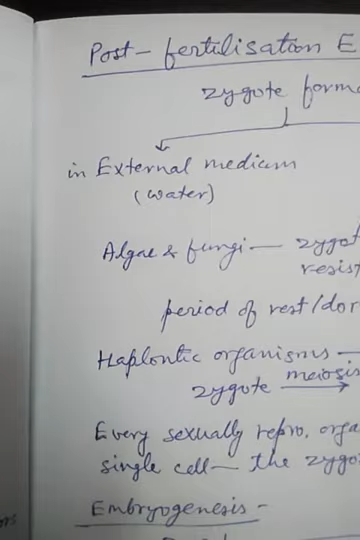 Post- fertilisation E
zygote forma
in External medium
(water)
Algae & fungi — zygot
resist
period of rest/dor
Haplontic organisms —
zygote meiosis
Every sexually repro. orga
single cell — the zygo
Embryogenesis -